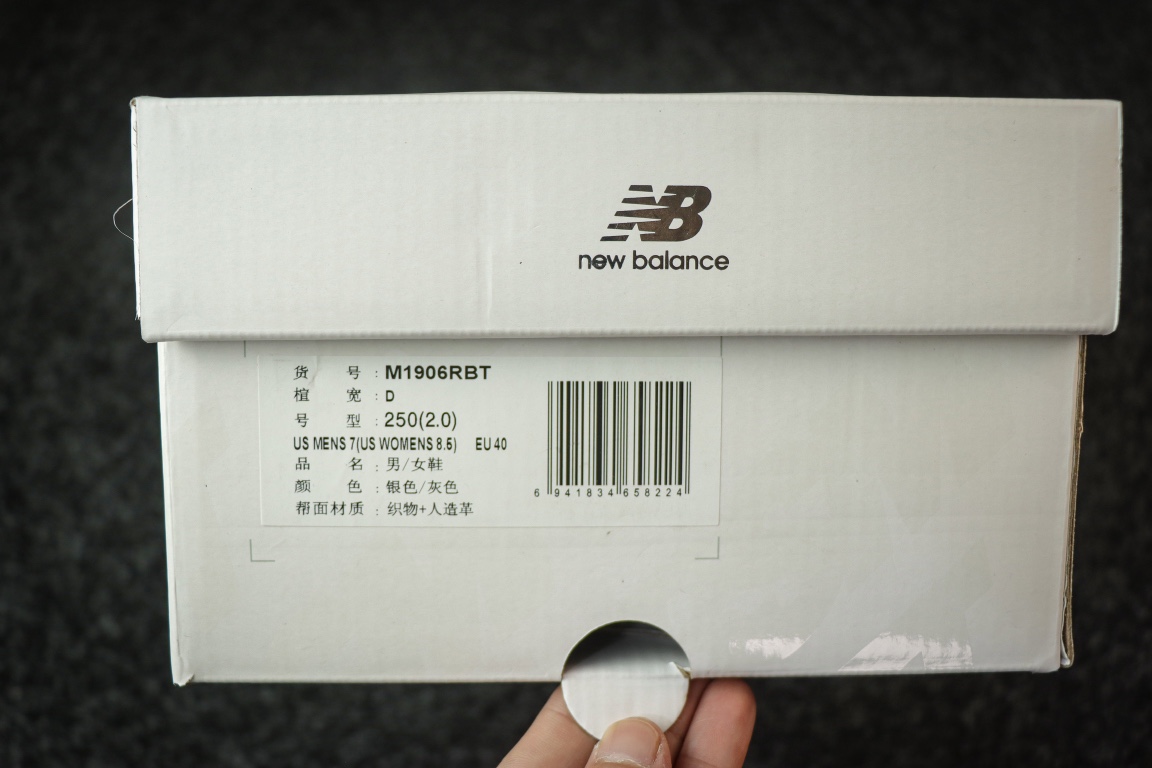 NB
new balance
货 号 : M1906RBT
楦 宽 : D
号 型 : 250(2.0)
US MENS 7(US WOMENS 8.5) EU 40
品 名 : 男/女鞋
颜 色 : 银色/灰色
帮面材质 : 织物+人造革
6 941834 658224